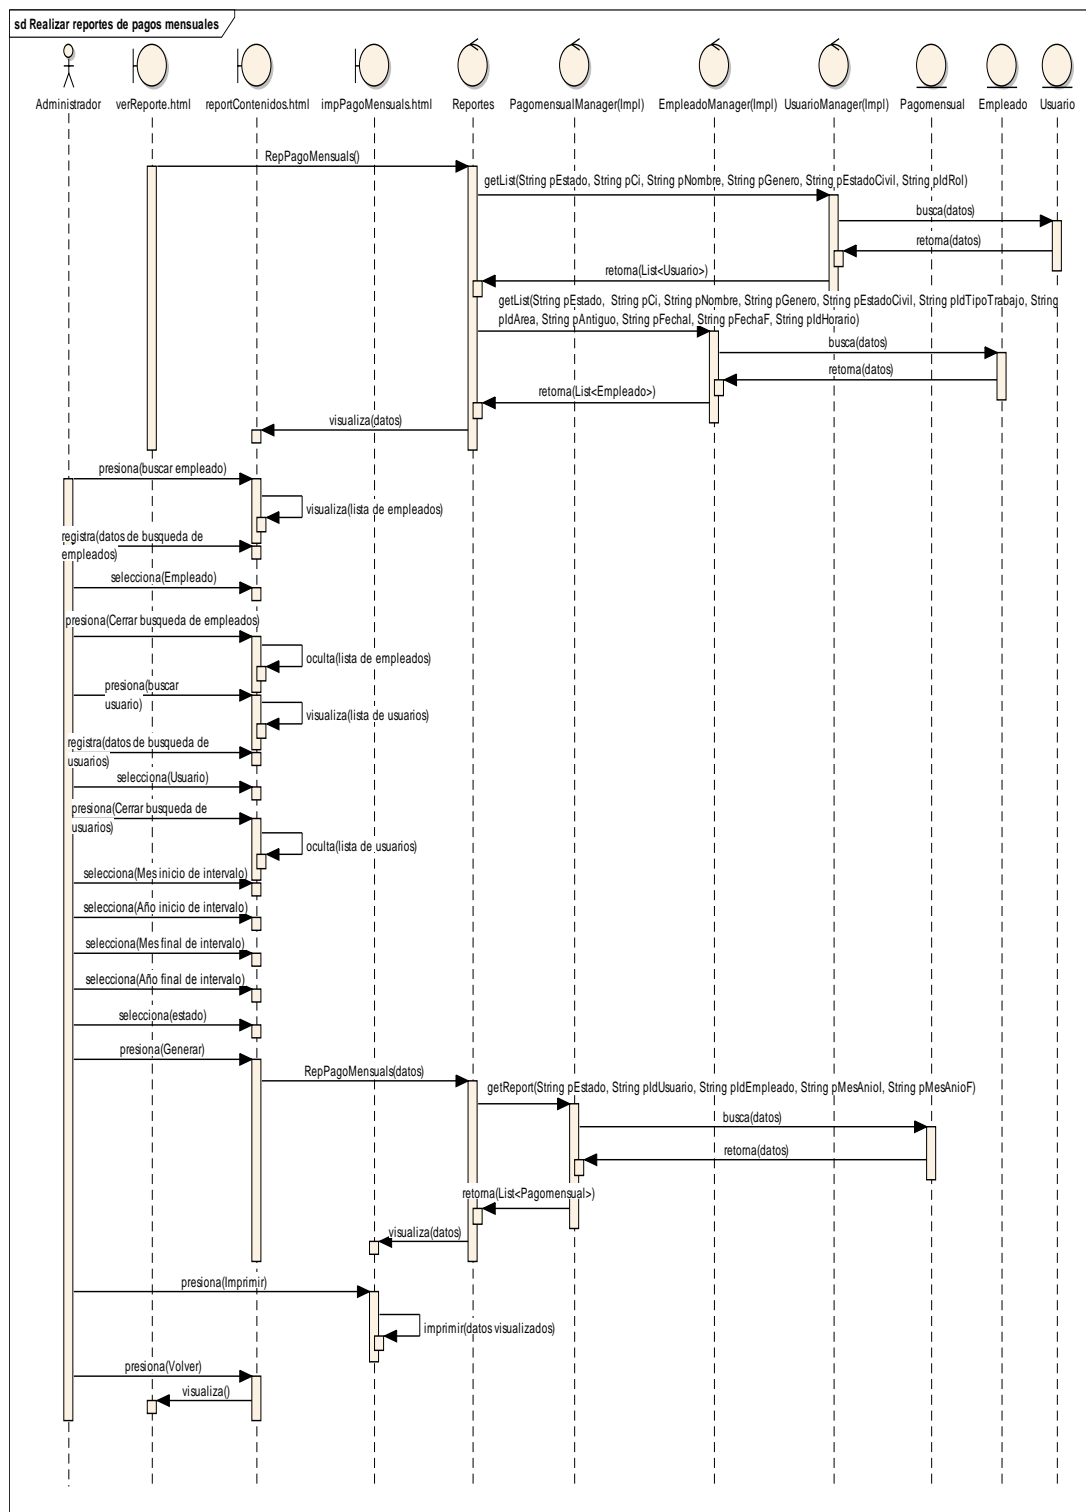 sd Realizar reportes de pagos mensuales
Administrador
verReporte.html
reportContenidos.html
impPagoMensuals.html
Reportes
PagomensualManager(Impl)
EmpleadoManager(Impl)
UsuarioManager(Impl)
Pagomensual
Empleado
Usuario
RepPagoMensuals()
getList(String pEstado, String pCi, String pNombre, String pGenero, String pEstadoCivil, String pIdRol)
busca(datos)
retorna(datos)
retorna(List<Usuario>)
getList(String pEstado, String pCi, String pNombre, String pGenero, String pEstadoCivil, String pIdTipoTrabajo, String
pIdArea, String pAntiguo, String pFechaI, String pFechaF, String pIdHorario)
busca(datos)
retorna(datos)
retorna(List<Empleado>)
visualiza(datos)
presiona(buscar empleado)
visualiza(lista de empleados)
registra(datos de busqueda de
empleados)
selecciona(Empleado)
presiona(Cerrar busqueda de empleados)
oculta(lista de empleados)
presiona(buscar
usuario)
visualiza(lista de usuarios)
registra(datos de busqueda de
usuarios)
selecciona(Usuario)
presiona(Cerrar busqueda de
usuarios)
oculta(lista de usuarios)
selecciona(Mes inicio de intervalo)
selecciona(Año inicio de intervalo)
selecciona(Mes final de intervalo)
selecciona(Año final de intervalo)
selecciona(estado)
presiona(Generar)
RepPagoMensuals(datos)
getReport(String pEstado, String pIdUsuario, String pIdEmpleado, String pMesAnioI, String pMesAnioF)
busca(datos)
retorna(datos)
retorna(List<Pagomensual>)
visualiza(datos)
presiona(Imprimir)
imprimir(datos visualizados)
presiona(Volver)
visualiza()